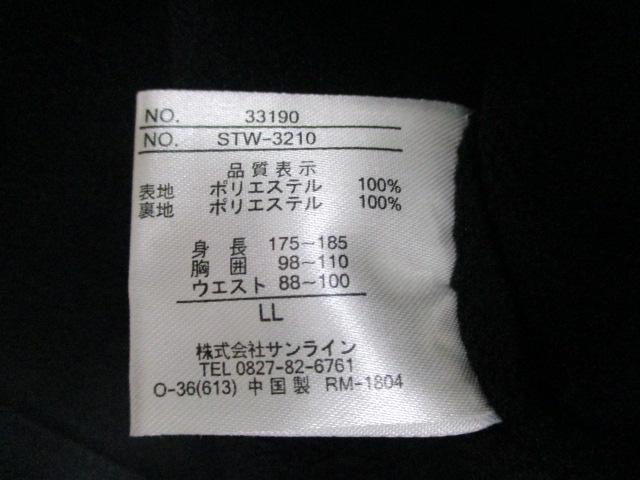 NO. 33190
NO. STW-3210
品質表示
表地 ポリエステル 100%
裏地 ポリエステル 100%
身長 175~185
胸囲 98~110
ウエスト 88~100
LL
株式会社サンライン
TEL 0827-82-6761
O-36(613) 中国製 RM-1804